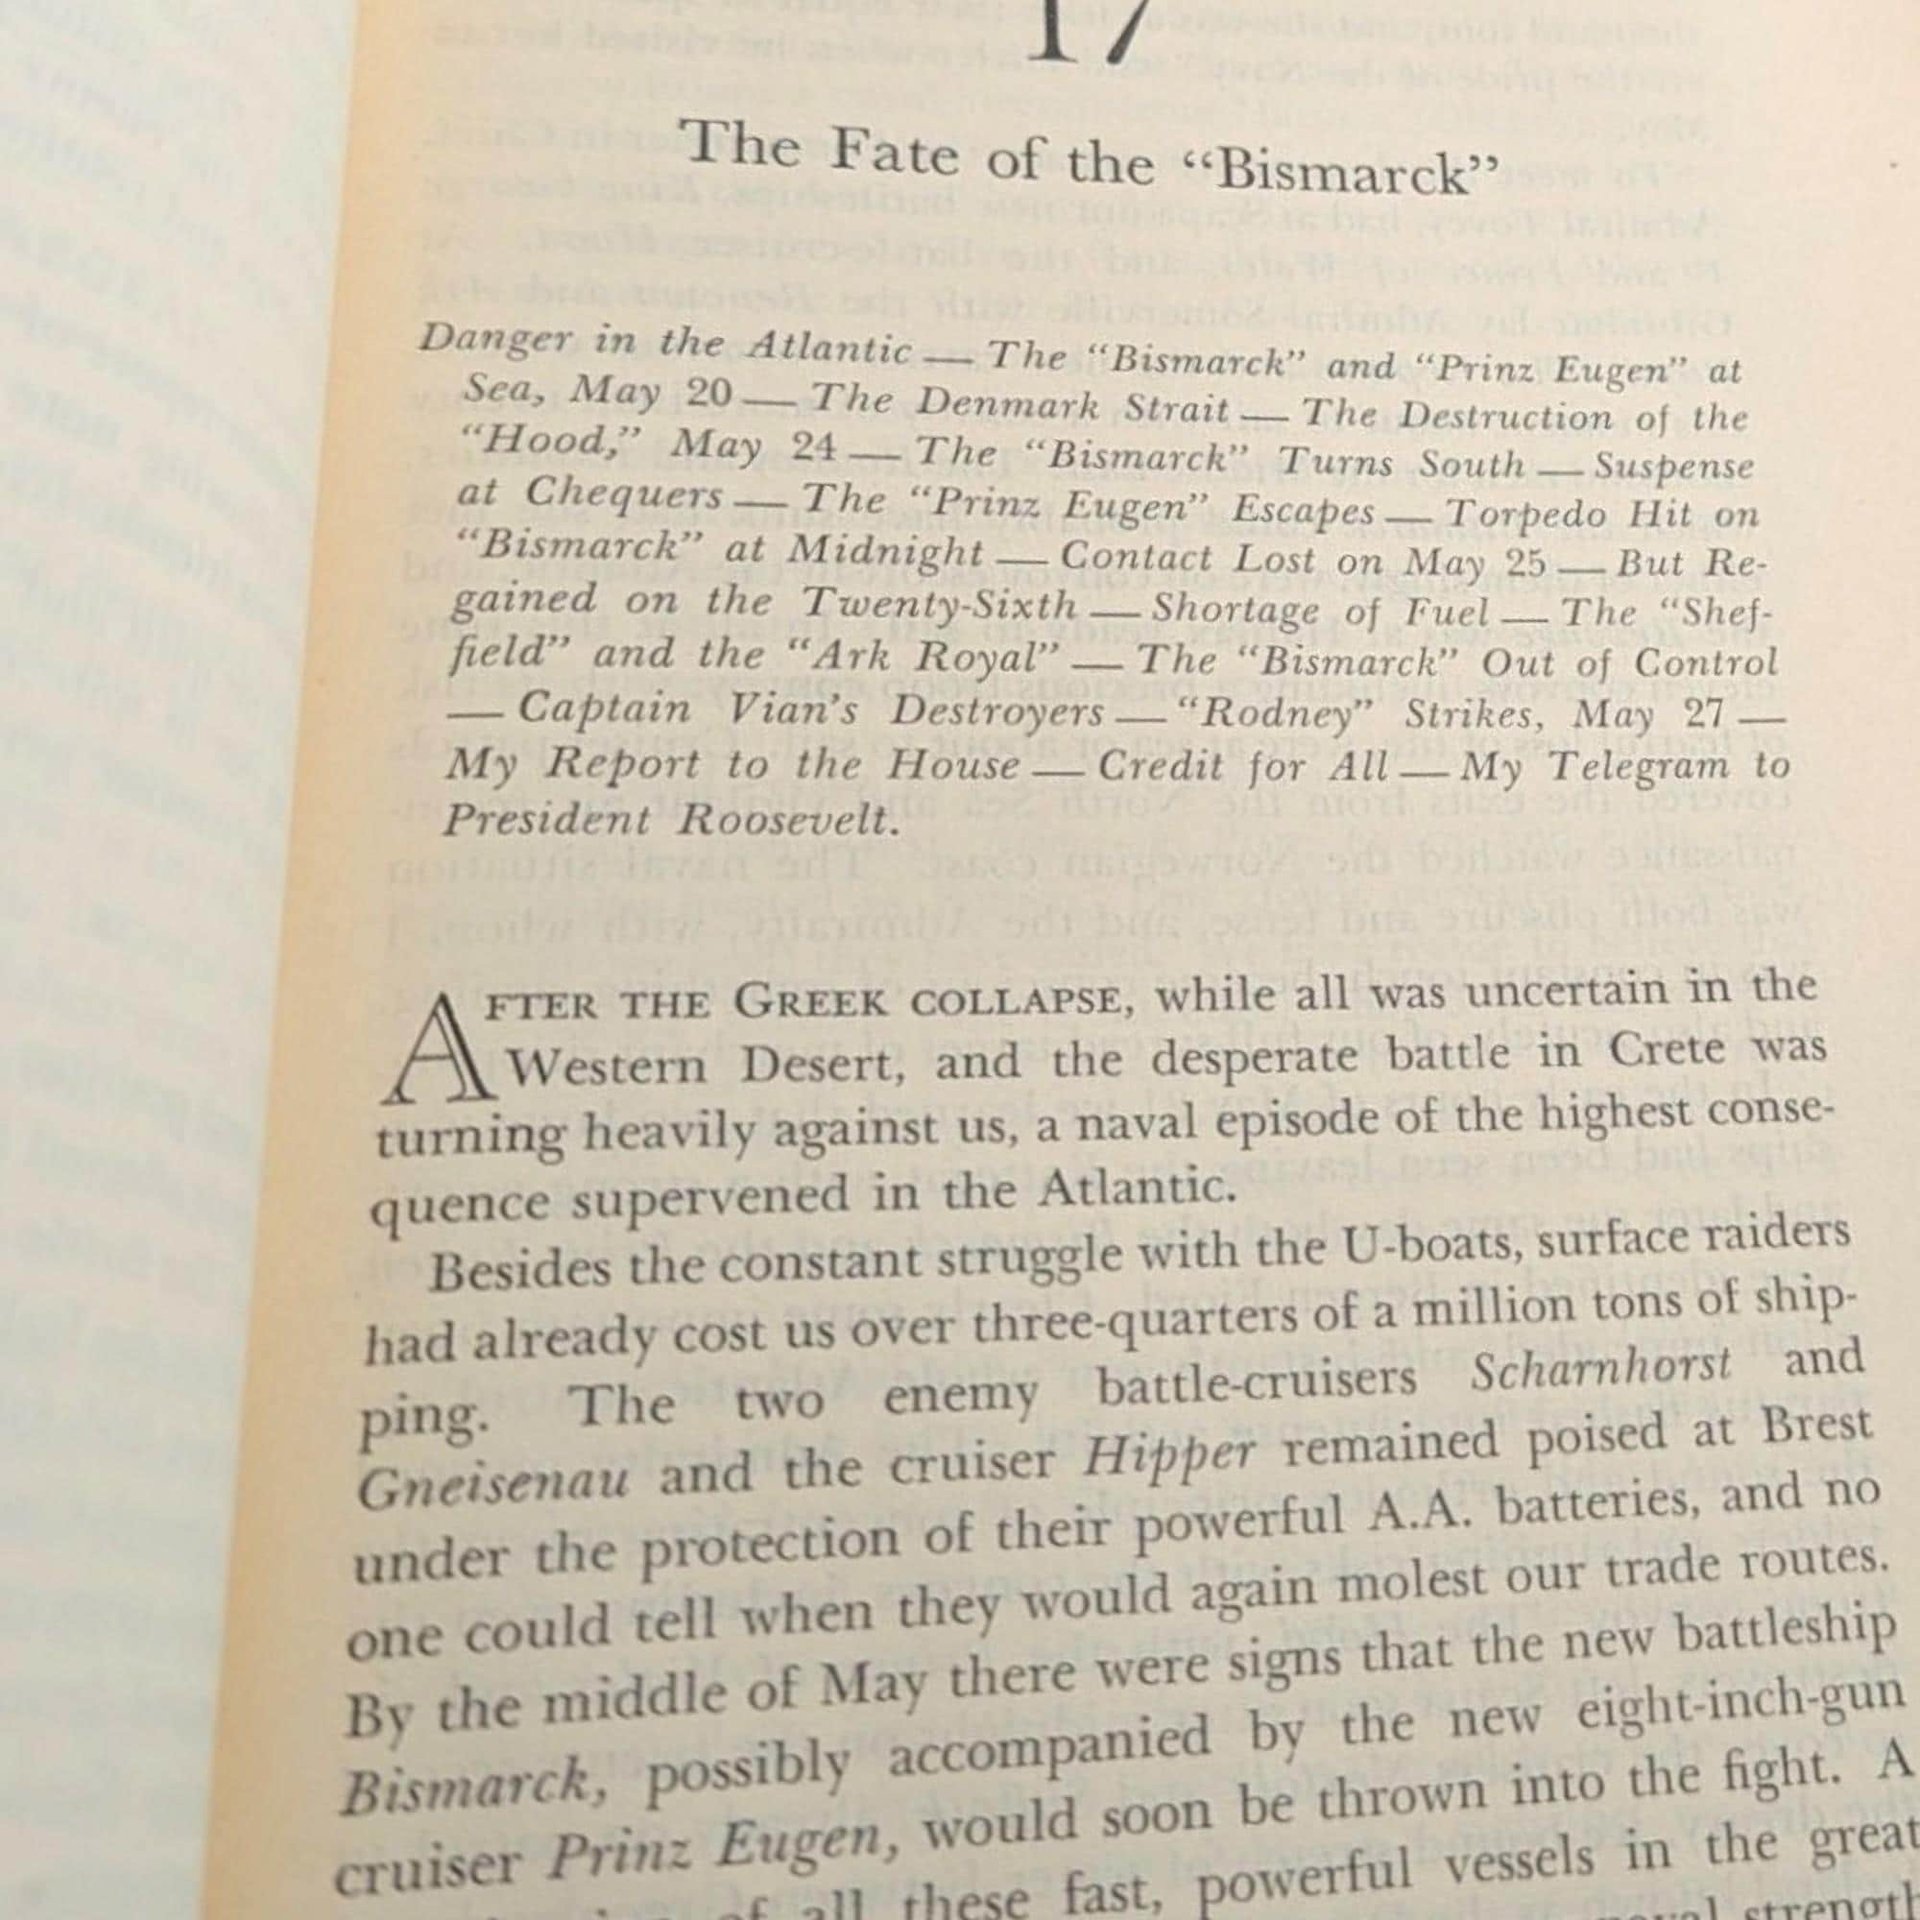 17
The Fate of the “Bismarck”
Danger in the Atlantic — The “Bismarck” and “Prinz Eugen” at
Sea, May 20 — The Denmark Strait — The Destruction of the
“Hood,” May 24 — The “Bismarck” Turns South — Suspense
at Chequers — The “Prinz Eugen” Escapes — Torpedo Hit on
“Bismarck” at Midnight — Contact Lost on May 25 — But Re-
gained on the Twenty-Sixth — Shortage of Fuel — The “Shef-
field” and the “Ark Royal” — The “Bismarck” Out of Control
— Captain Vian’s Destroyers — “Rodney” Strikes, May 27 —
My Report to the House — Credit for All — My Telegram to
President Roosevelt.
AFTER THE GREEK COLLAPSE, while all was uncertain in the
Western Desert, and the desperate battle in Crete was
turning heavily against us, a naval episode of the highest conse-
quence supervened in the Atlantic.
Besides the constant struggle with the U-boats, surface raiders
had already cost us over three-quarters of a million tons of ship-
ping. The two enemy battle-cruisers Scharnhorst and
Gneisenau and the cruiser Hipper remained poised at Brest
under the protection of their powerful A.A. batteries, and no
one could tell when they would again molest our trade routes.
By the middle of May there were signs that the new battleship
Bismarck, possibly accompanied by the new eight-inch-gun
cruiser Prinz Eugen, would soon be thrown into the fight. A
of all these fast, powerful vessels in the great
strength